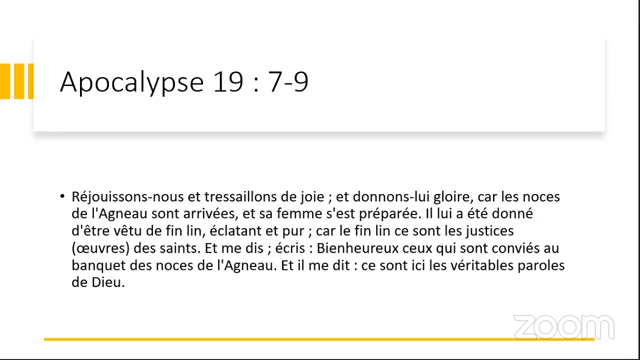 Apocalypse 19 : 7-9
• Réjouissons-nous et tressaillons de joie ; et donnons-lui gloire, car les noces
de l'Agneau sont arrivées, et sa femme s'est préparée. Il lui a été donné
d'être vêtu de fin lin, éclatant et pur ; car le fin lin ce sont les justices
(œuvres) des saints. Et me dis ; écris : Bienheureux ceux qui sont conviés au
banquet des noces de l'Agneau. Et il me dit : ce sont ici les véritables paroles
de Dieu.
zoom